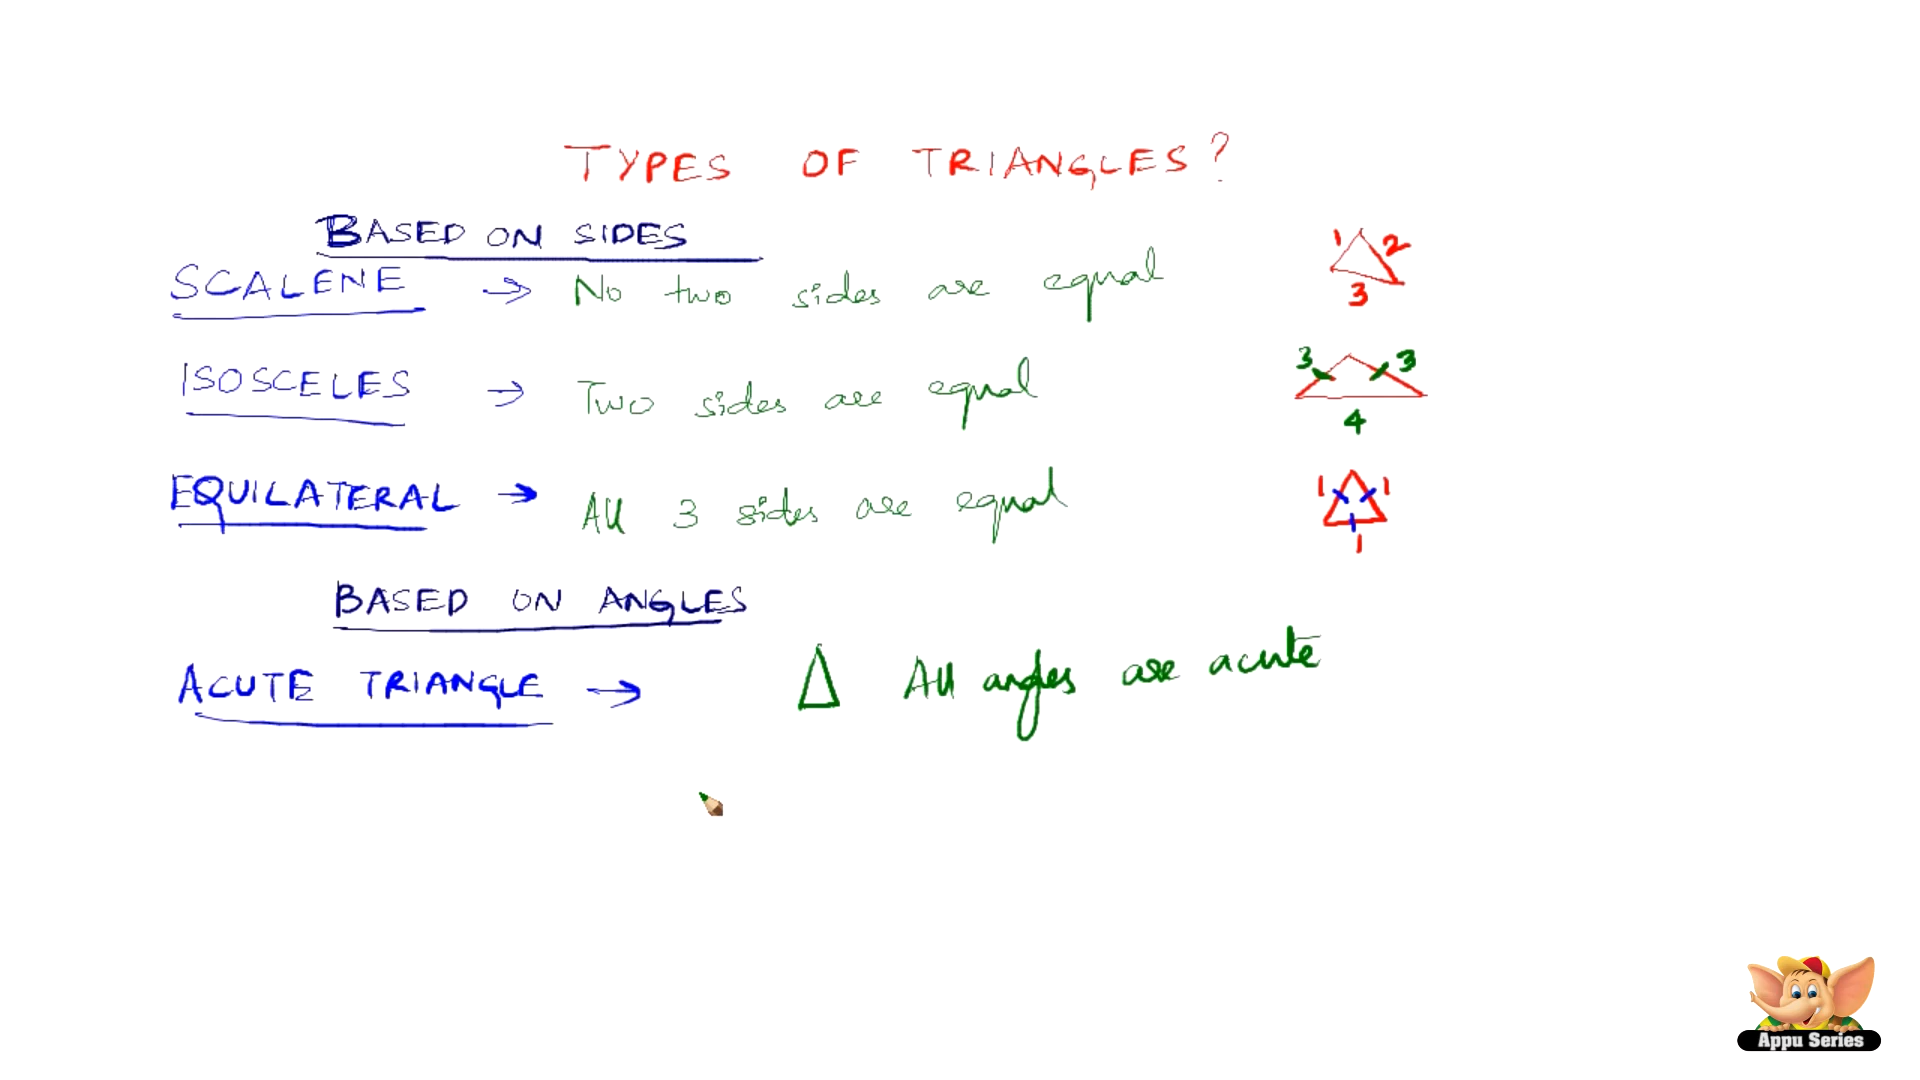 TYPES OF TRIANGLES?
BASED ON SIDES
SCALENE → No two sides are equal
1 2
3
ISOSCELES → Two sides are equal
3 3
4
EQUILATERAL → All 3 sides are equal
1 1
1
BASED ON ANGLES
ACUTE TRIANGLE → Δ All angles are acute
Appu Series